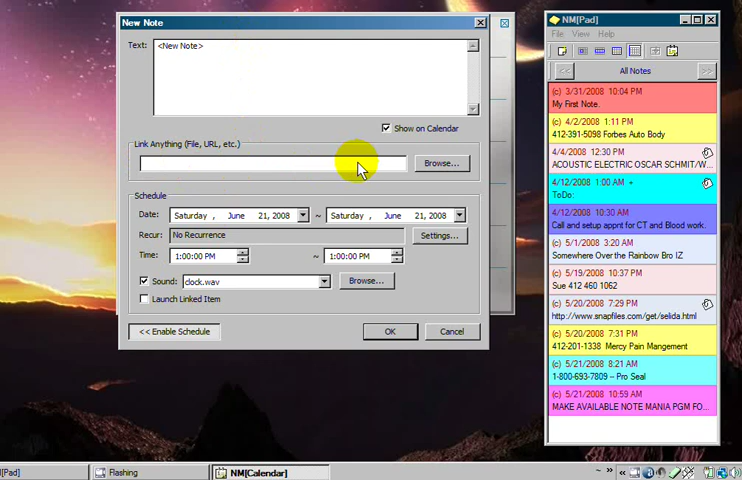 New Note
Text:
<New Note>
Show on Calendar
Link Anything (File, URL, etc.)
Browse...
Schedule
Date:
Saturday , June 21, 2008
~
Saturday , June 21, 2008
Recur:
No Recurrence
Settings...
Time:
1:00:00 PM
~
1:00:00 PM
Sound:
clock.wav
Browse...
Launch Linked Item
<< Enable Schedule
OK
Cancel
NM[Pad]
File View Help
<<
All Notes
>>
(c) 3/31/2008 10:04 PM
My First Note.
(c) 4/2/2008 1:11 PM
412-391-5098 Forbes Auto Body
4/4/2008 12:30 PM
ACOUSTIC ELECTRIC OSCAR SCHMIT/W...
4/12/2008 1:00 AM +
ToDo:
4/12/2008 10:30 AM
Call and setup appnt for CT and Blood work.
(c) 5/1/2008 3:20 AM
Somewhere Over the Rainbow Bro IZ
(c) 5/19/2008 10:37 PM
Sue 412 460 1062
(c) 5/20/2008 7:29 PM
http://www.snapfiles.com/get/selida.html
(c) 5/20/2008 7:31 PM
412-201-1338 Mercy Pain Mangement
(c) 5/21/2008 8:21 AM
1-800-693-7809 -- Pro Seal
(c) 5/21/2008 10:59 AM
MAKE AVAILABLE NOTE MANIA PGM FO...
[Pad]
Flashing
NM[Calendar]
~ » «